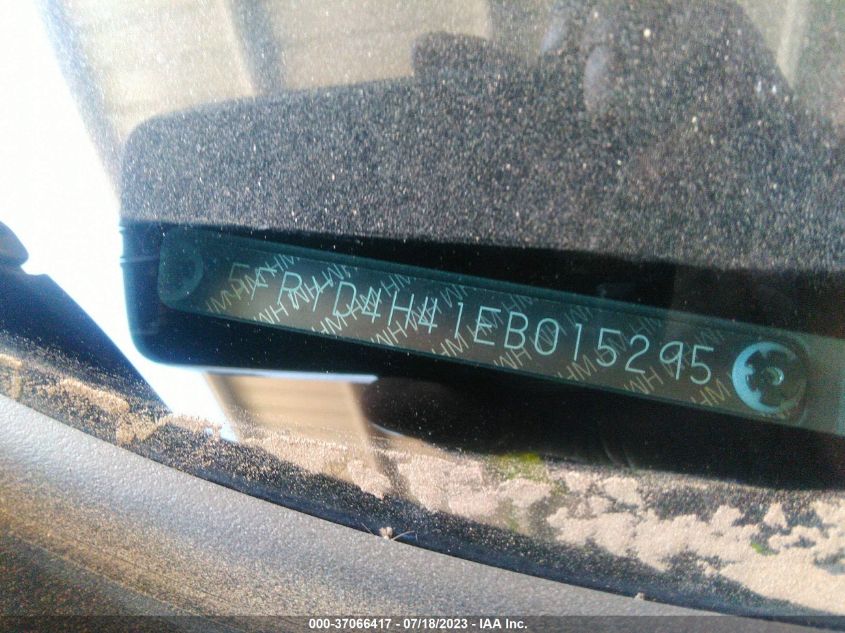 5FRYD4H41EB015295
000-37066417 - 07/18/2023 - IAA Inc.